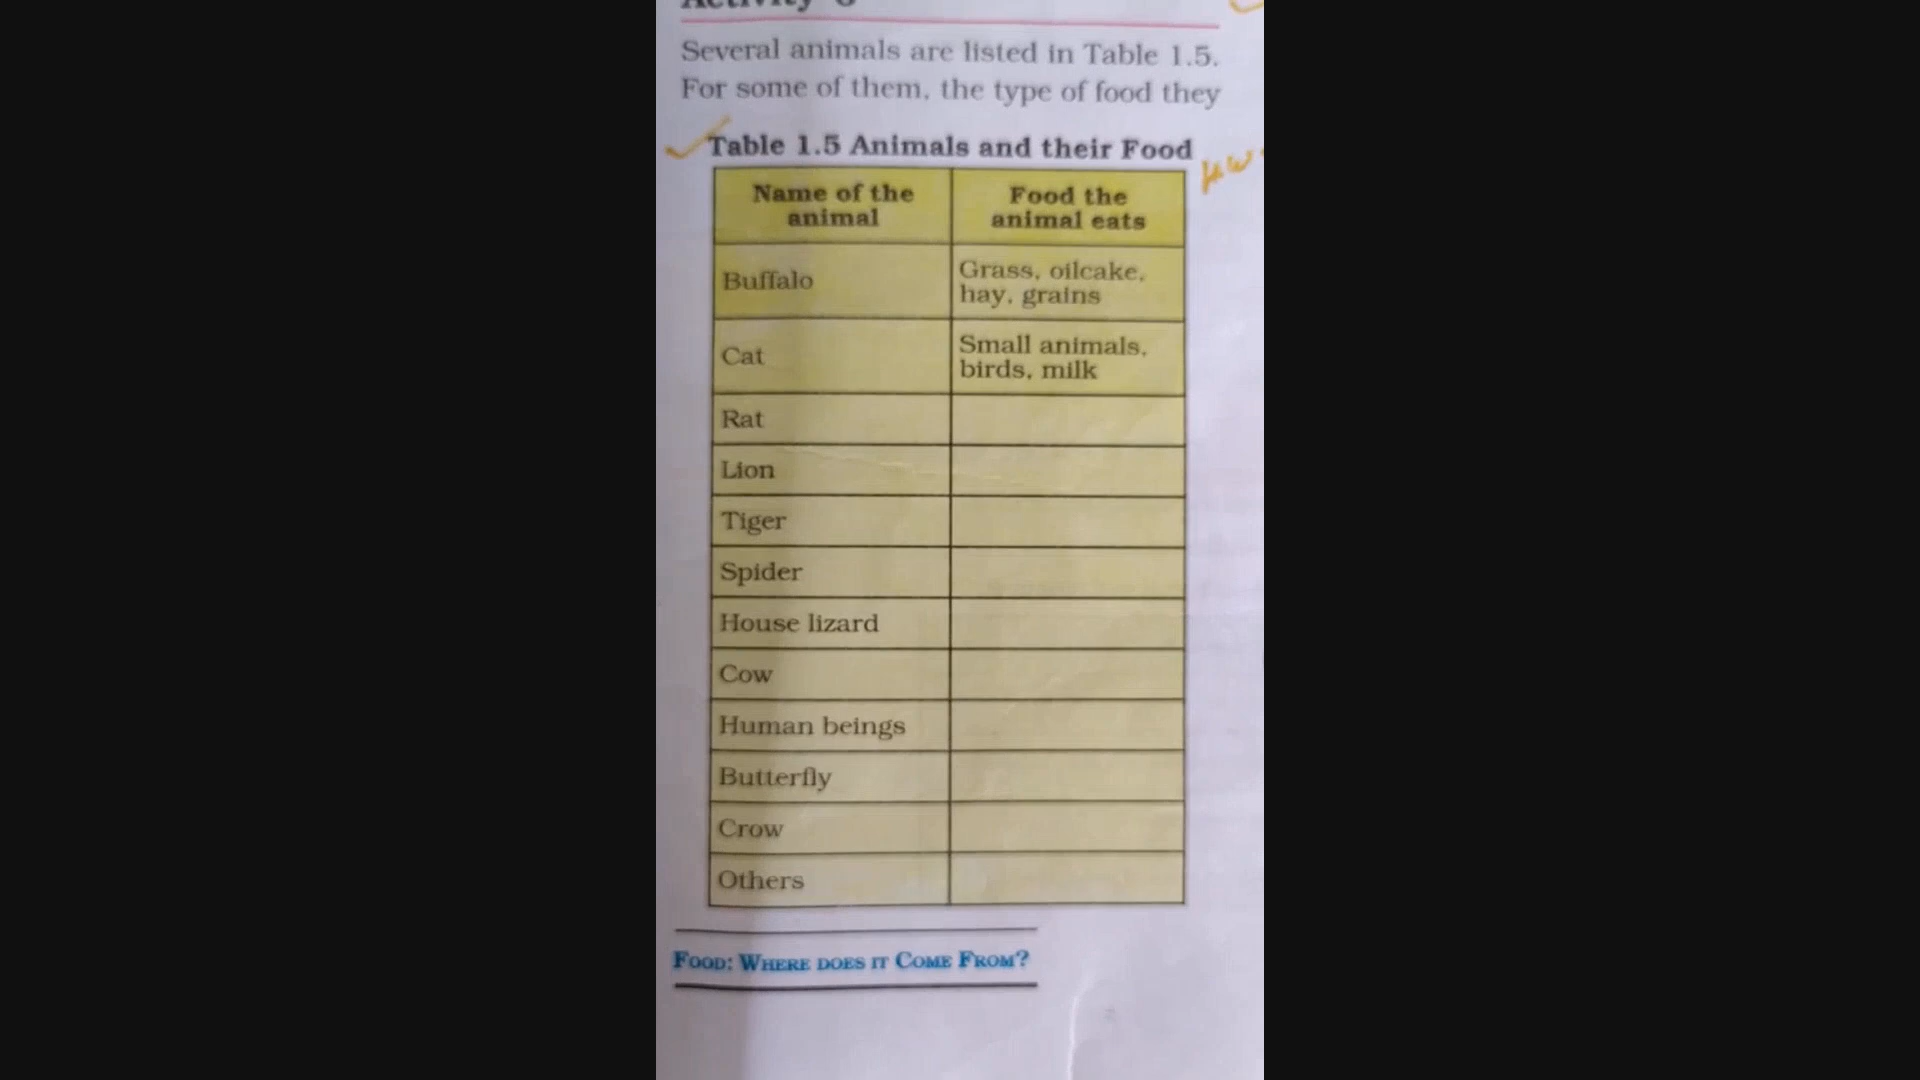 Activity 6
Several animals are listed in Table 1.5.
For some of them, the type of food they
Table 1.5 Animals and their Food
HW
Name of the animal
Food the animal eats
Buffalo
Grass, oilcake,
hay, grains
Cat
Small animals,
birds, milk
Rat
Lion
Tiger
Spider
House lizard
Cow
Human beings
Butterfly
Crow
Others
FOOD: WHERE DOES IT COME FROM?